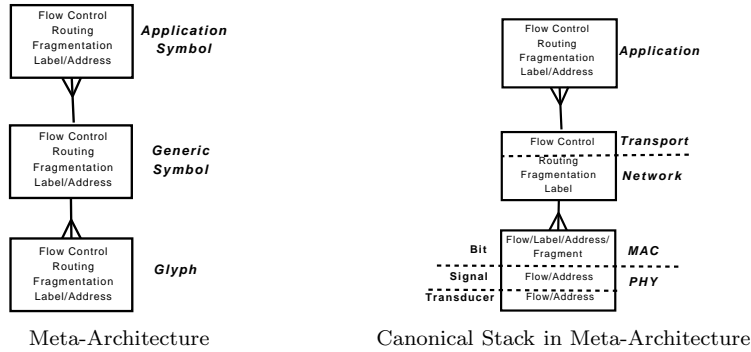 Flow Control
Routing
Fragmentation
Label/Address
Application
Symbol
Flow Control
Routing
Fragmentation
Label/Address
Generic
Symbol
Flow Control
Routing
Fragmentation
Label/Address
Glyph
Meta-Architecture
Flow Control
Routing
Fragmentation
Label/Address
Application
Flow Control
Transport
Routing
Fragmentation
Label
Network
Bit
Flow/Label/Address/
Fragment
MAC
Signal
Flow/Address
PHY
Transducer
Flow/Address
Canonical Stack in Meta-Architecture